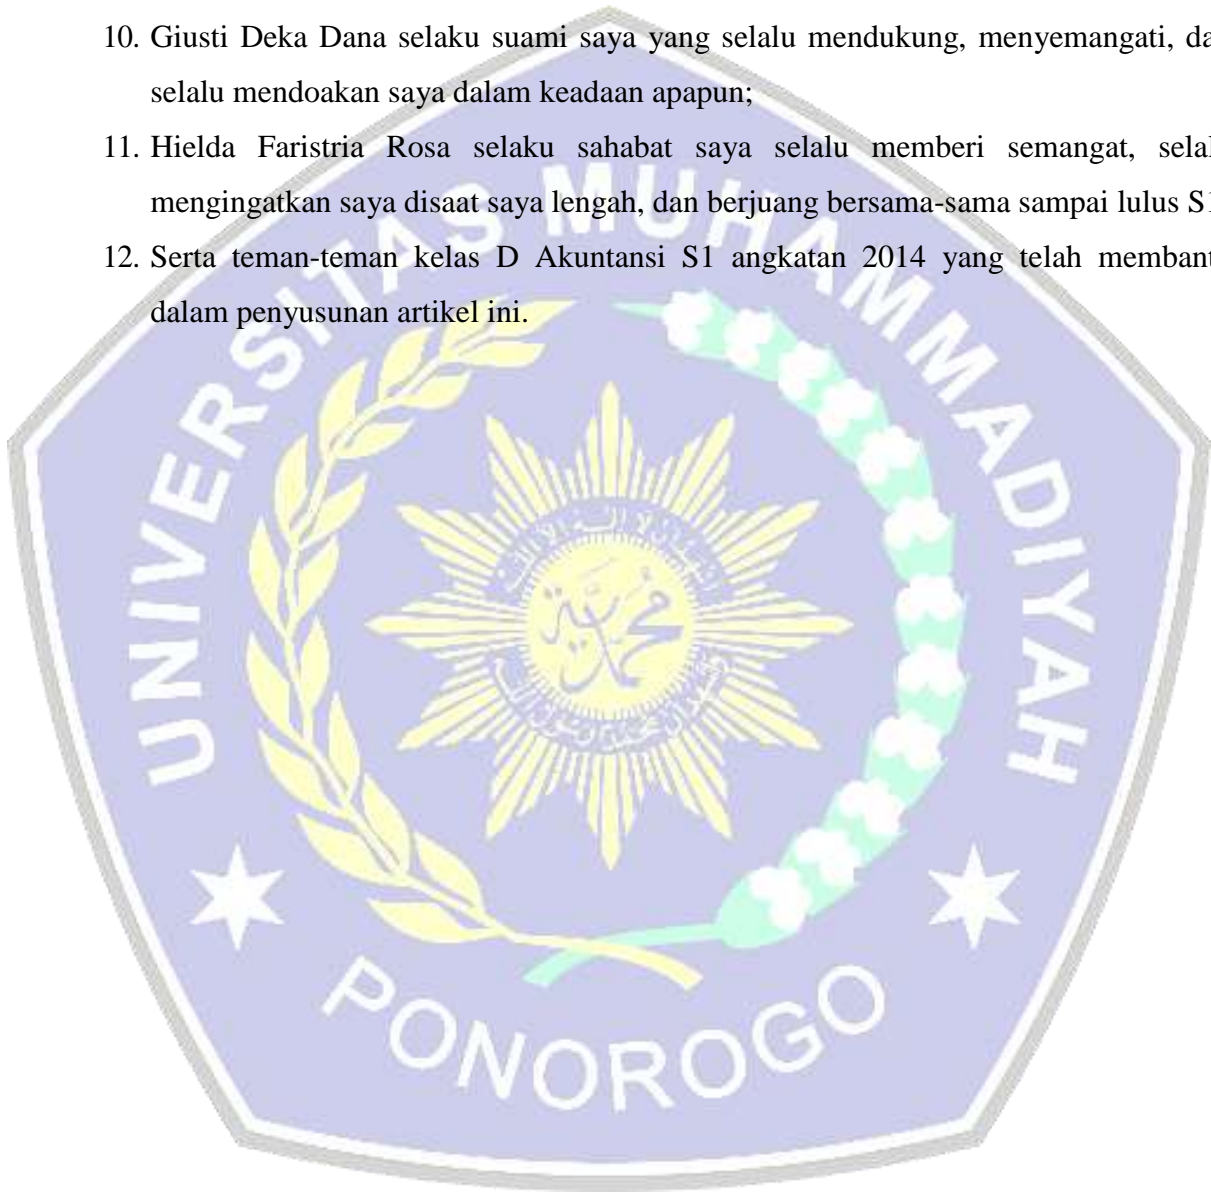 10. Giusti Deka Dana selaku suami saya yang selalu mendukung, menyemangati, da
selalu mendoakan saya dalam keadaan apapun;
11. Hielda Faristria Rosa selaku sahabat saya selalu memberi semangat, selal
mengingatkan saya disaat saya lengah, dan berjuang bersama-sama sampai lulus S1
12. Serta teman-teman kelas D Akuntansi S1 angkatan 2014 yang telah membant
dalam penyusunan artikel ini.
UNIVERSITAS MUHAMMADIYAH
محمدية
PONOROGO